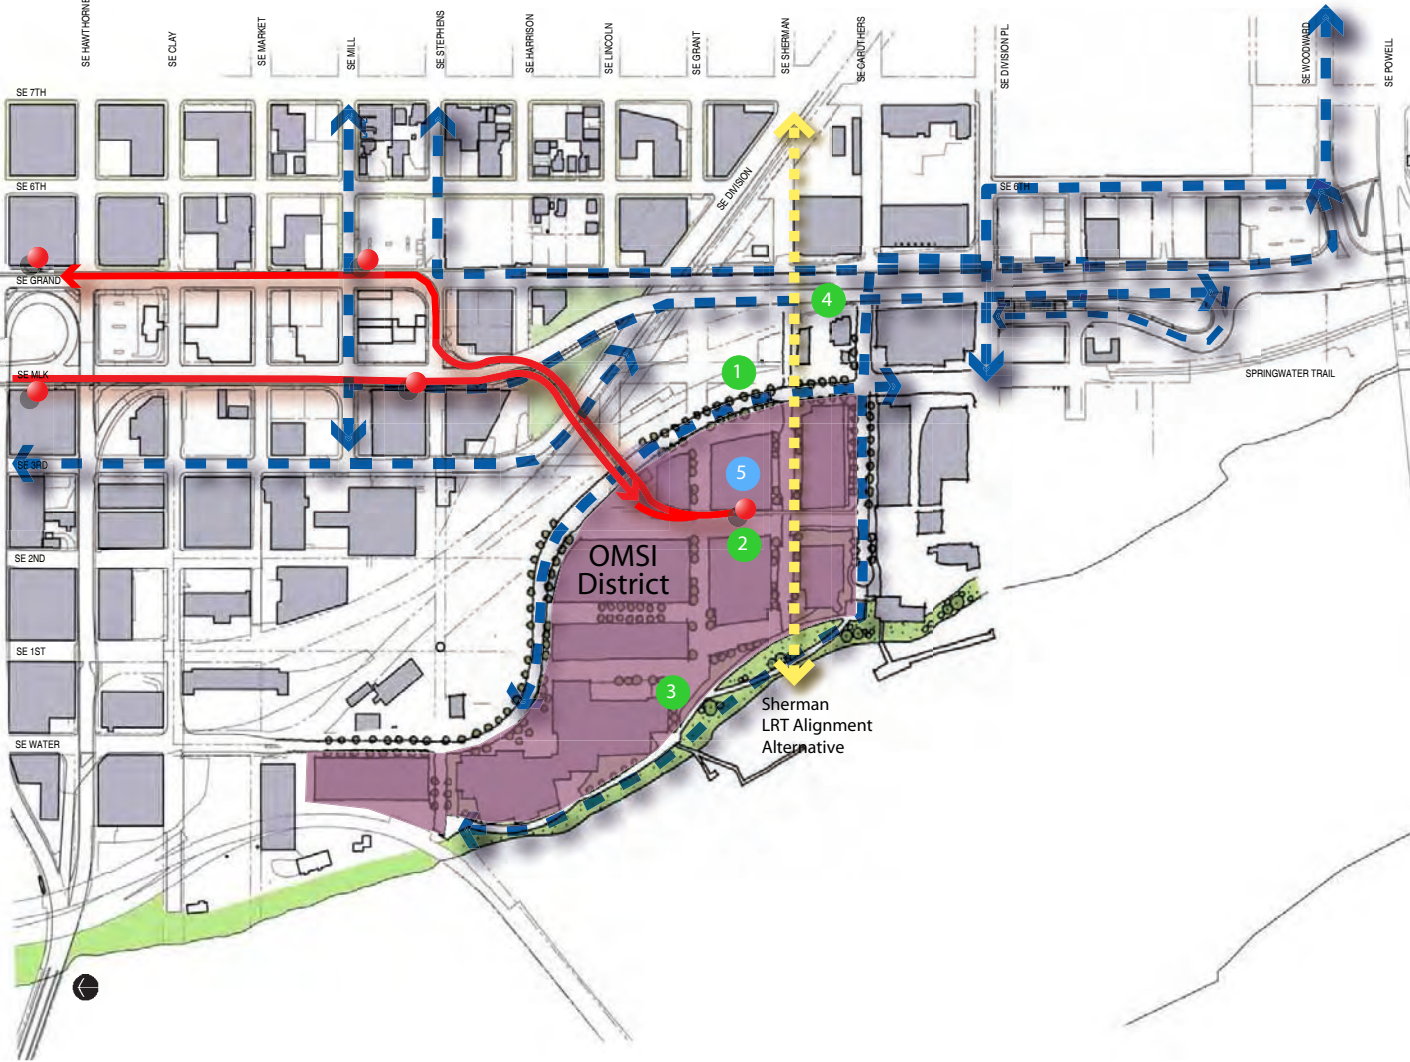 SE HAWTHORNE
SE CLAY
SE MARKET
SE MILL
SE STEPHENS
SE HARRISON
SE LINCOLN
SE GRANT
SE SHERMAN
SE CARUTHERS
SE DIVISION PL
SE WOODWARD
SE POWELL
SE 7TH
SE 6TH
SE DIVISION
SE 6TH
SE GRAND
4
SE MLK
1
SPRINGWATER TRAIL
SE 3RD
5
2
OMSI
District
SE 2ND
SE 1ST
3
Sherman
LRT Alignment
Alternative
SE WATER